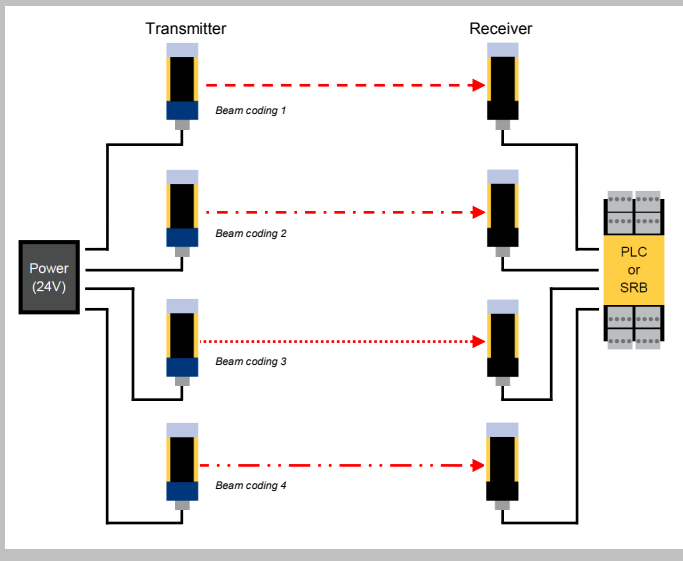 Transmitter
Receiver
Beam coding 1
Beam coding 2
Power
(24V)
PLC
or
SRB
Beam coding 3
Beam coding 4